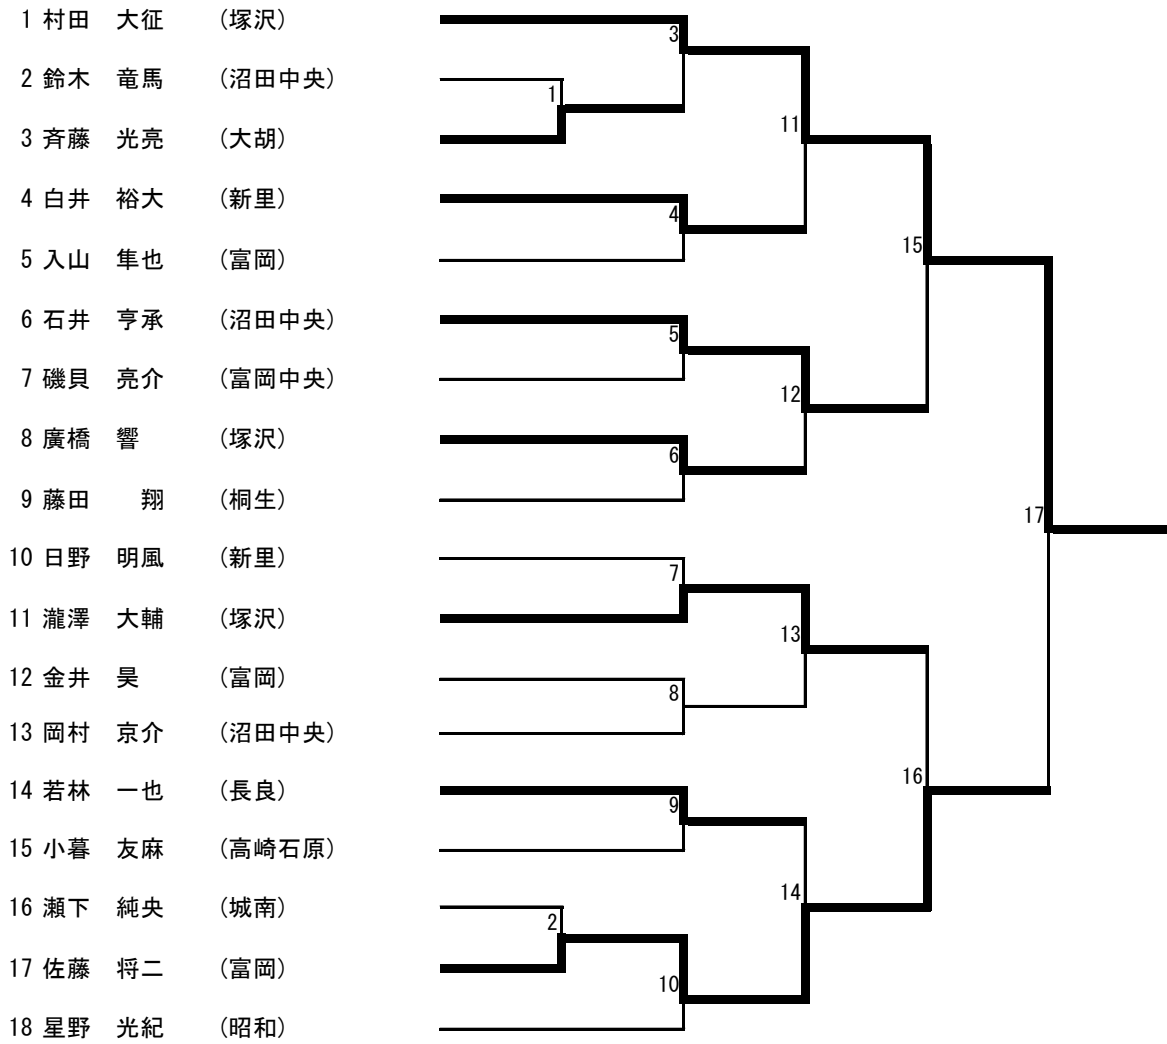 1 村田　大征　（塚沢）
3
2 鈴木　竜馬　（沼田中央）
1
3 斉藤　光亮　（大胡）
11
4 白井　裕大　（新里）
4
5 入山　隼也　（富岡）
15
6 石井　亨承　（沼田中央）
5
7 磯貝　亮介　（富岡中央）
12
8 廣橋　響　（塚沢）
6
9 藤田　翔　（桐生）
17
10 日野　明風　（新里）
7
11 瀧澤　大輔　（塚沢）
13
12 金井　昊　（富岡）
8
13 岡村　京介　（沼田中央）
16
14 若林　一也　（長良）
9
15 小暮　友麻　（高崎石原）
14
16 瀬下　純央　（城南）
2
17 佐藤　将二　（富岡）
10
18 星野　光紀　（昭和）